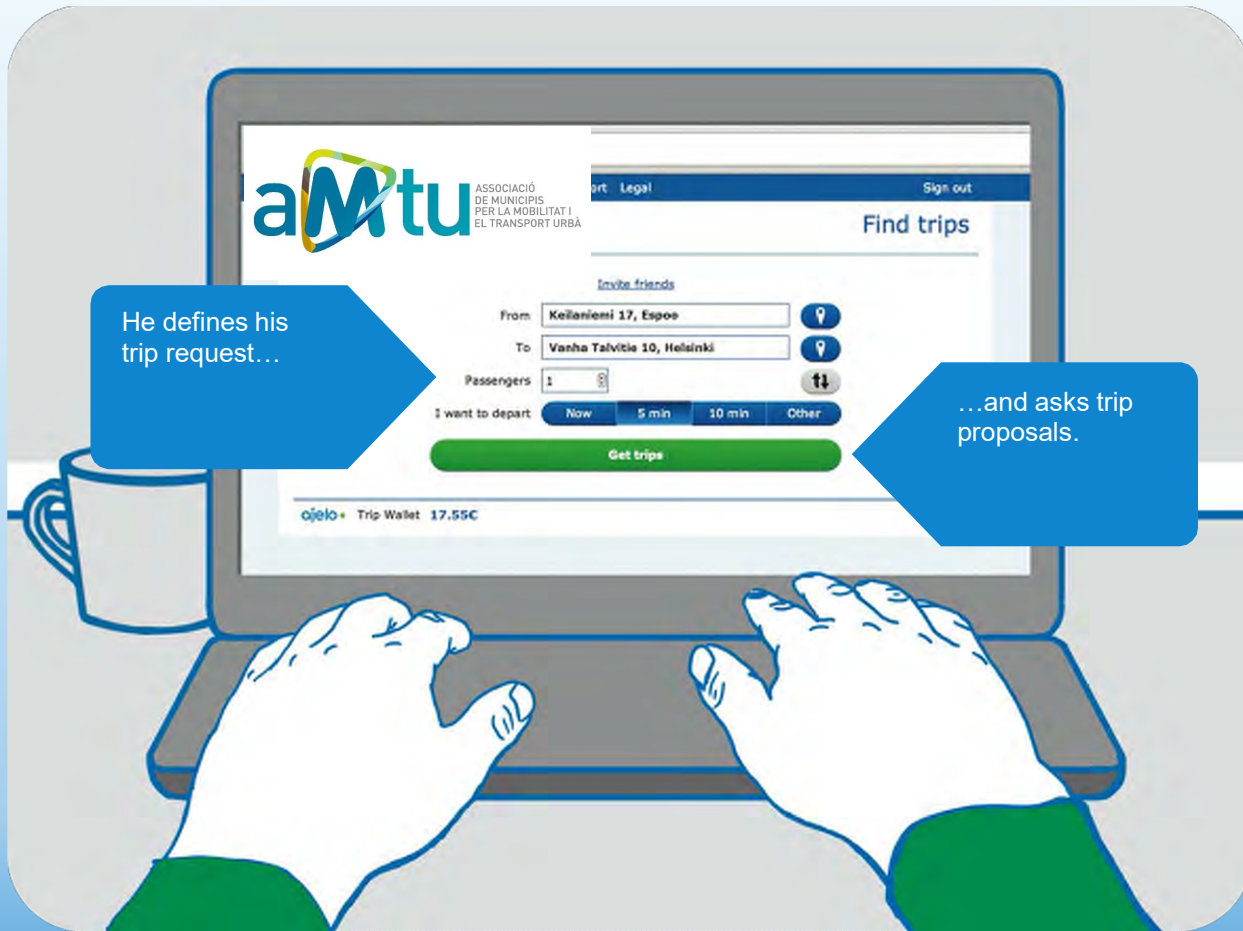 aMtu
ASSOCIACIÓ
DE MUNICIPIS
PER LA MOBILITAT I
EL TRANSPORT URBÀ
ort Legal
Sign out
Find trips
Invite friends
He defines his
trip request…
From Keilaniemi 17, Espoo
To Vanha Talvitie 10, Helsinki
Passengers 1
I want to depart Now 5 min 10 min Other
Get trips
…and asks trip
proposals.
ajelo Trip Wallet 17.55€